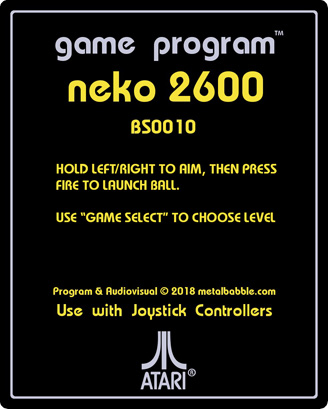 game program™
neko 2600
BS0010
HOLD LEFT/RIGHT TO AIM, THEN PRESS
FIRE TO LAUNCH BALL.
USE "GAME SELECT" TO CHOOSE LEVEL
Program & Audiovisual © 2018 metalbabble.com
Use with Joystick Controllers
ATARI®